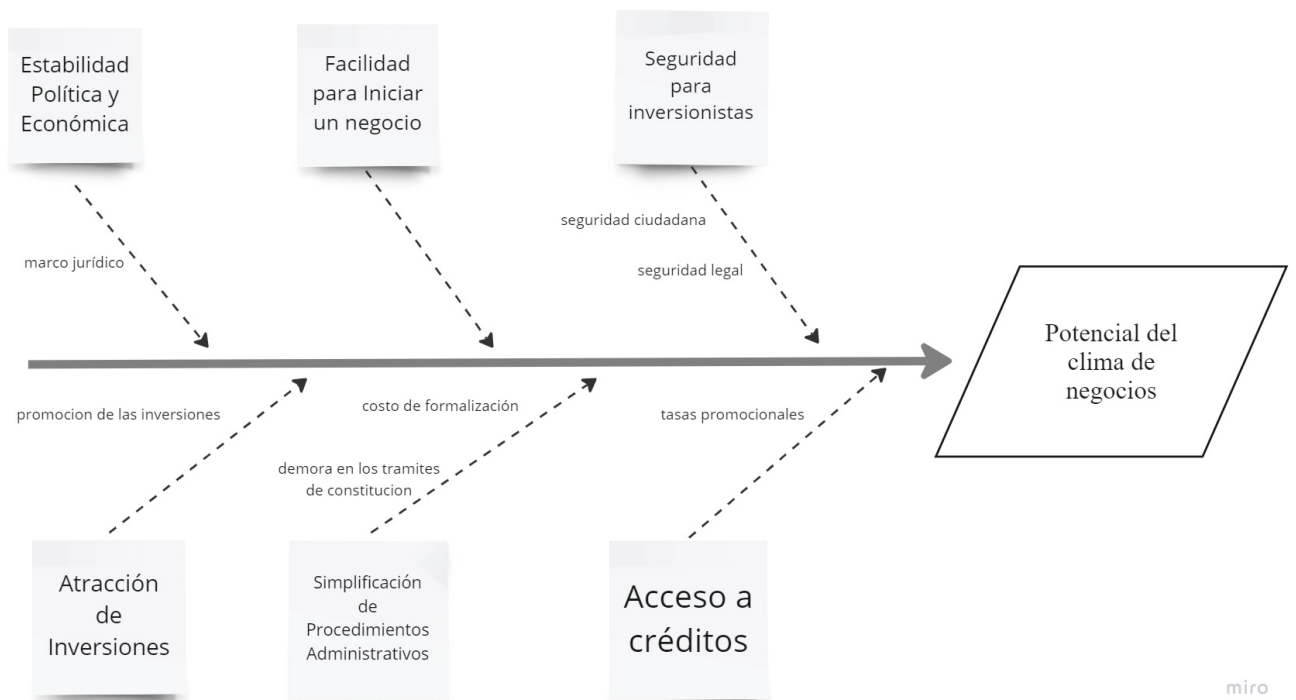 Estabilidad
Política y
Económica
Facilidad
para Iniciar
un negocio
Seguridad
para
inversionistas
seguridad ciudadana
marco jurídico
seguridad legal
Potencial del
clima de
negocios
promocion de las inversiones
costo de formalización
tasas promocionales
demora en los tramites
de constitucion
Atracción
de
Inversiones
Simplificación
de
Procedimientos
Administrativos
Acceso a
créditos
miro